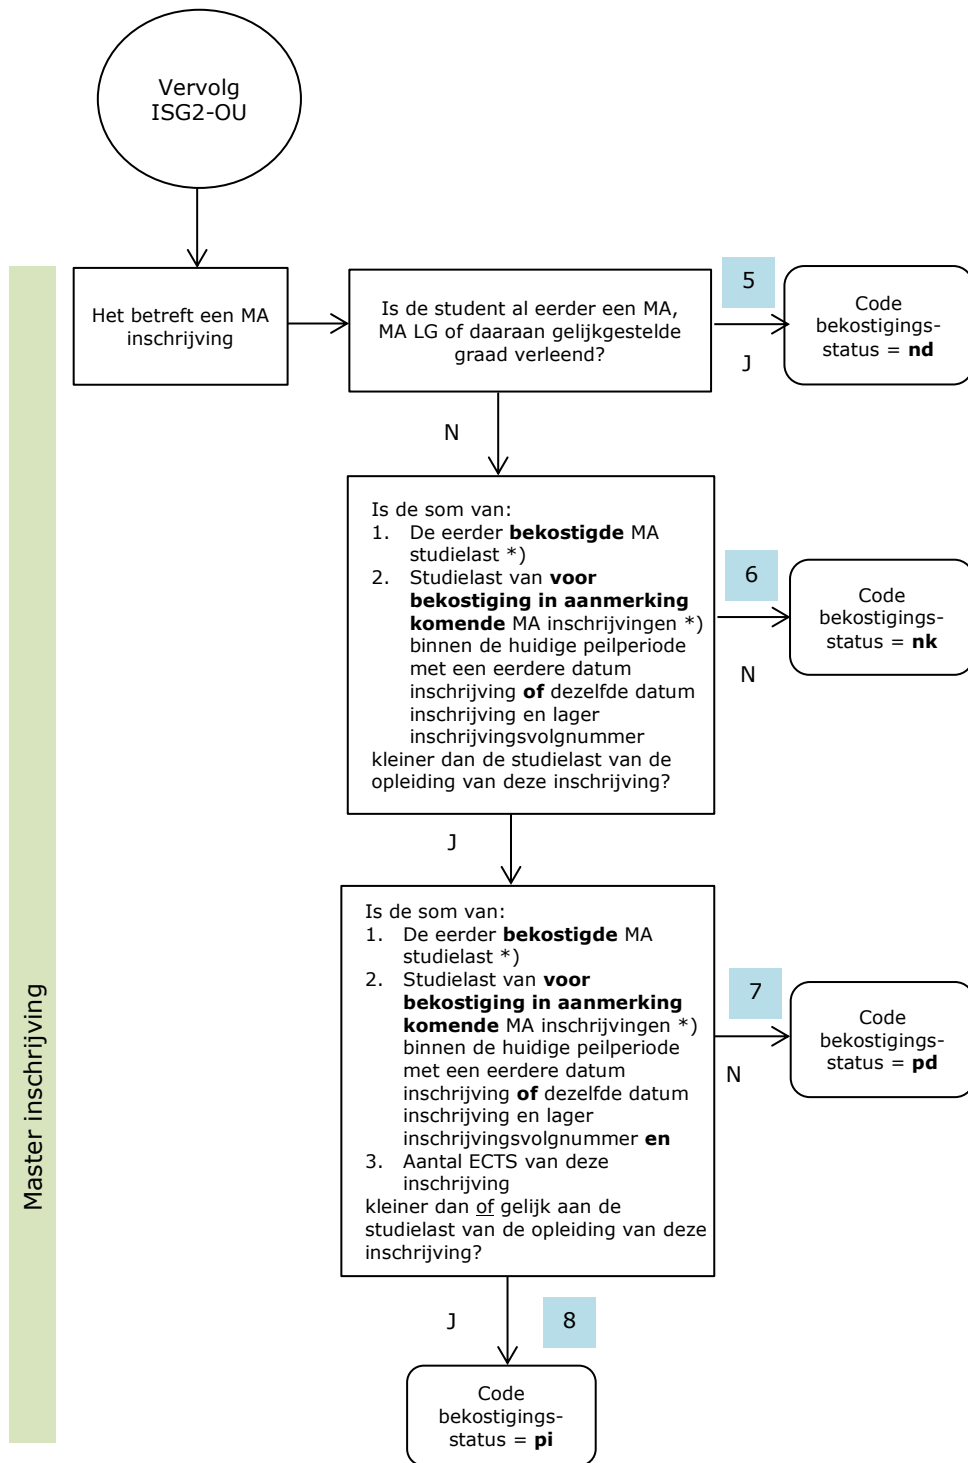 Vervolg
ISG2-OU
Master inschrijving
Het betreft een MA
inschrijving
Is de student al eerder een MA,
MA LG of daaraan gelijkgestelde
graad verleend?
5
J
Code
bekostigings-
status = nd
N
Is de som van:
1. De eerder bekostigde MA
studielast *)
2. Studielast van voor
bekostiging in aanmerking
komende MA inschrijvingen *)
binnen de huidige peilperiode
met een eerdere datum
inschrijving of dezelfde datum
inschrijving en lager
inschrijvingsvolgnummer
kleiner dan de studielast van de
opleiding van deze inschrijving?
6
N
Code
bekostigings-
status = nk
J
Is de som van:
1. De eerder bekostigde MA
studielast *)
2. Studielast van voor
bekostiging in aanmerking
komende MA inschrijvingen *)
binnen de huidige peilperiode
met een eerdere datum
inschrijving of dezelfde datum
inschrijving en lager
inschrijvingsvolgnummer en
3. Aantal ECTS van deze
inschrijving
kleiner dan of gelijk aan de
studielast van de opleiding van deze
inschrijving?
7
N
Code
bekostigings-
status = pd
J
8
Code
bekostigings-
status = pi